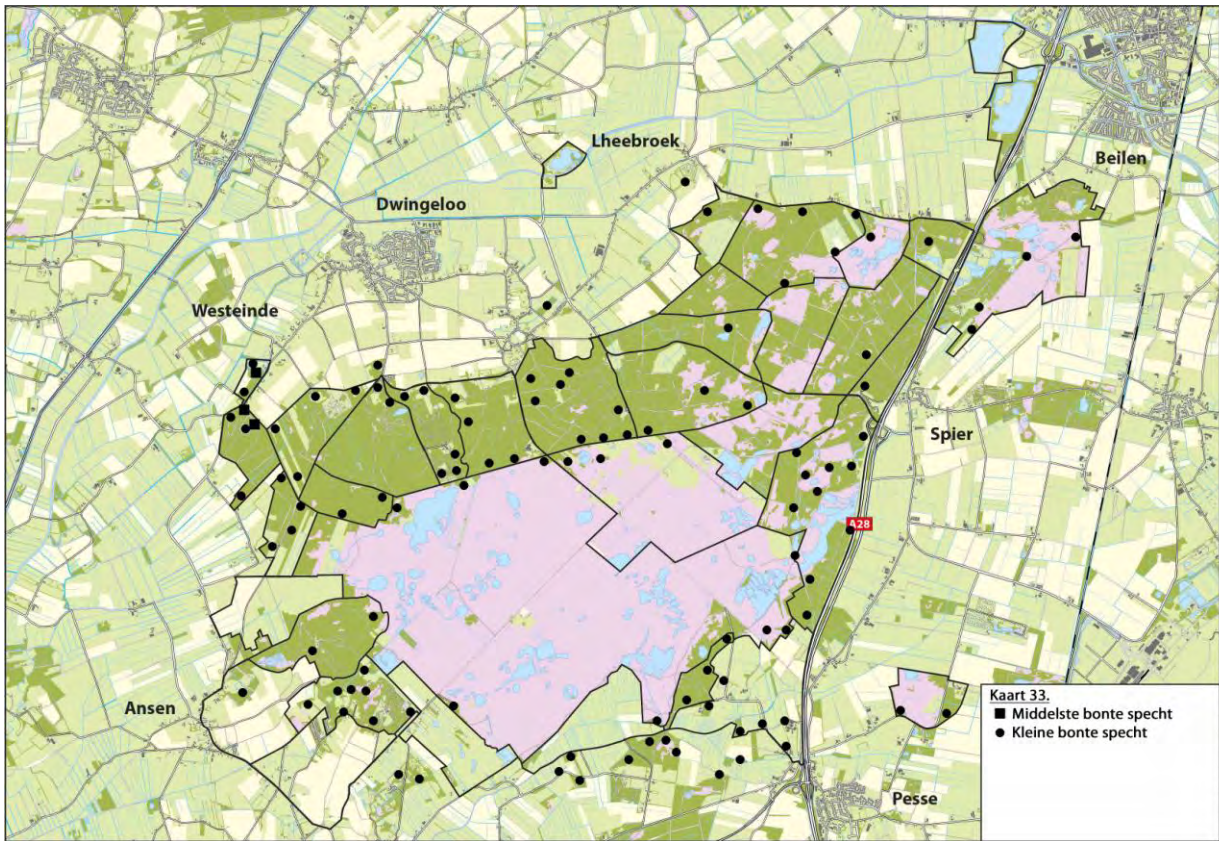 Lheebroek
Beilen
Dwingeloo
Westeinde
Spier
A28
Ansen
Pesse
Kaart 33.
Middelste bonte specht
Kleine bonte specht